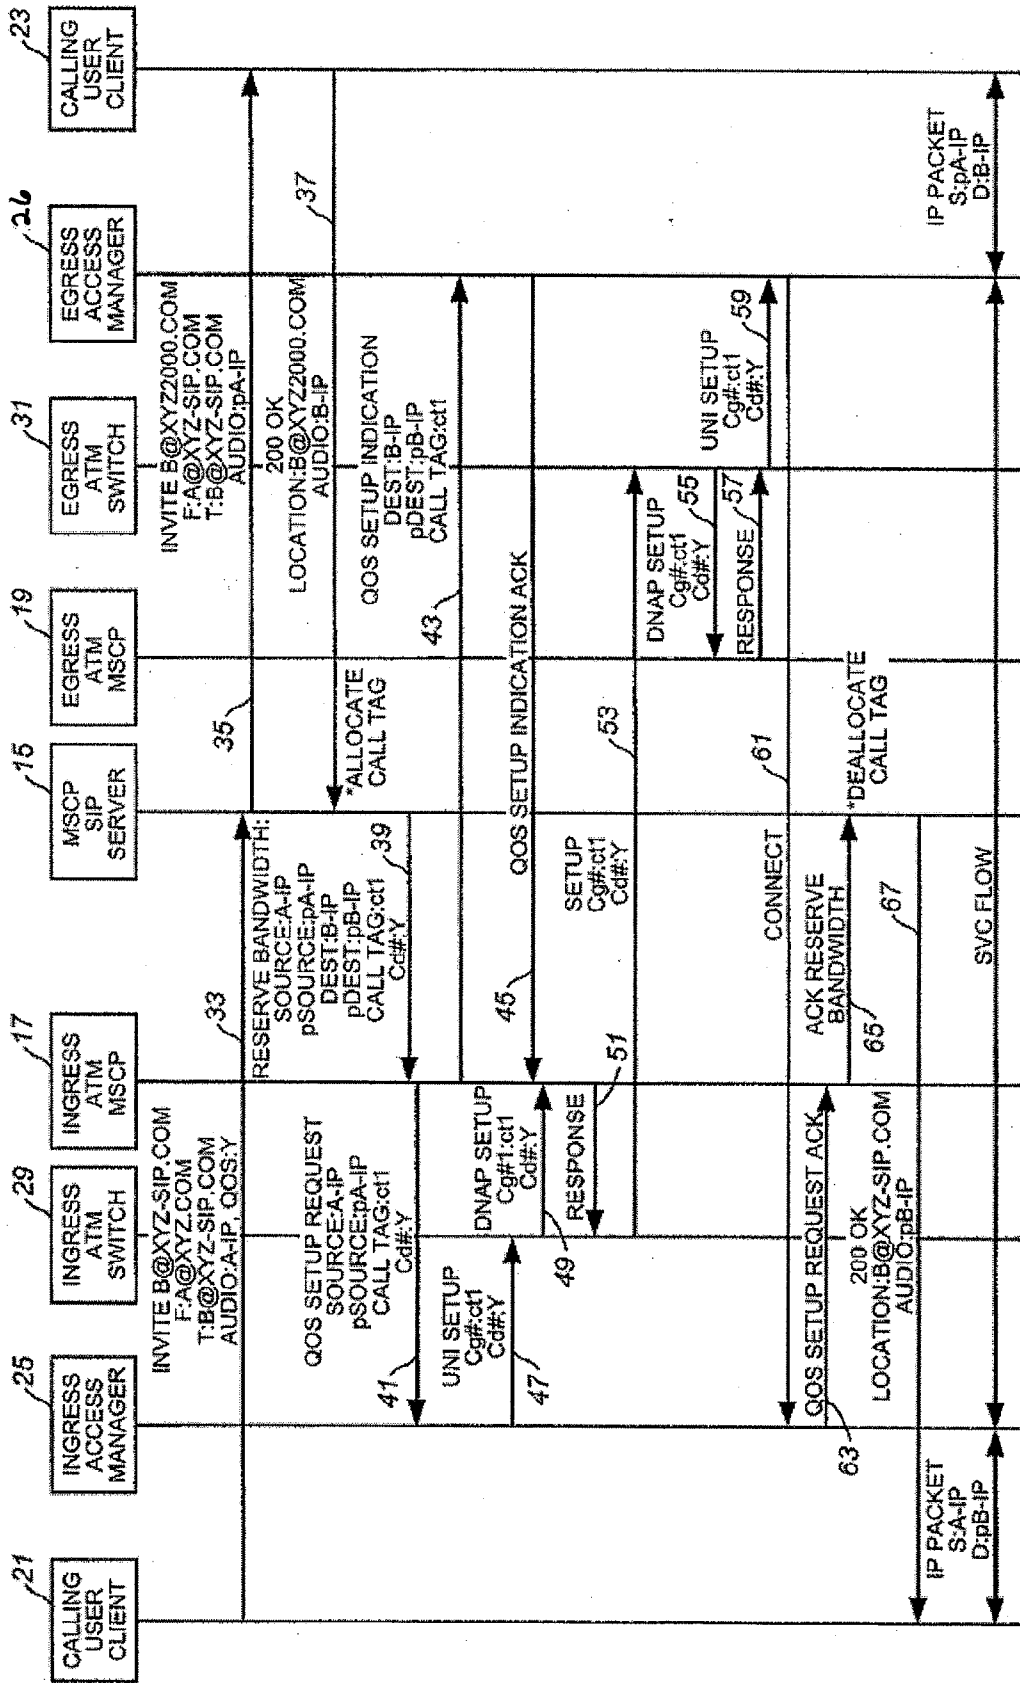 21
CALLING
USER
CLIENT
25
INGRESS
ACCESS
MANAGER
29
INGRESS
ATM
SWITCH
17
INGRESS
ATM
MSCP
15
MSCP
SIP
SERVER
19
EGRESS
ATM
MSCP
31
EGRESS
ATM
SWITCH
26
EGRESS
ACCESS
MANAGER
23
CALLING
USER
CLIENT
INVITE B@XYZ-SIP.COM
F:A@XYZ.COM
T:B@XYZ-SIP.COM
AUDIO:A-IP, QOS:Y
33
INVITE B@XYZ2000.COM
F:A@XYZ-SIP.COM
T:B@XYZ-SIP.COM
AUDIO:pA-IP
35
200 OK
LOCATION:B@XYZ2000.COM
AUDIO:B-IP
37
*ALLOCATE
CALL TAG
RESERVE BANDWIDTH:
SOURCE:A-IP
pSOURCE:pA-IP
DEST:B-IP
pDEST:pB-IP
CALL TAG:ct1
Cd#:Y
39
QOS SETUP REQUEST
SOURCE:A-IP
pSOURCE:pA-IP
CALL TAG:ct1
Cd#:Y
41
QOS SETUP INDICATION
DEST:B-IP
pDEST:pB-IP
CALL TAG:ct1
43
QOS SETUP INDICATION ACK
45
UNI SETUP
Cg#:ct1
Cd#:Y
47
DNAP SETUP
Cg#1:ct1
Cd#:Y
49
RESPONSE
51
SETUP
Cg#:ct1
Cd#:Y
53
DNAP SETUP
Cg#:ct1
Cd#:Y
55
RESPONSE
57
UNI SETUP
Cg#:ct1
Cd#:Y
59
CONNECT
61
QOS SETUP REQUEST ACK
63
ACK RESERVE
BANDWIDTH
65
*DEALLOCATE
CALL TAG
200 OK
LOCATION:B@XYZ-SIP.COM
AUDIO:pB-IP
67
IP PACKET
S:A-IP
D:pB-IP
SVC FLOW
IP PACKET
S:pA-IP
D:B-IP